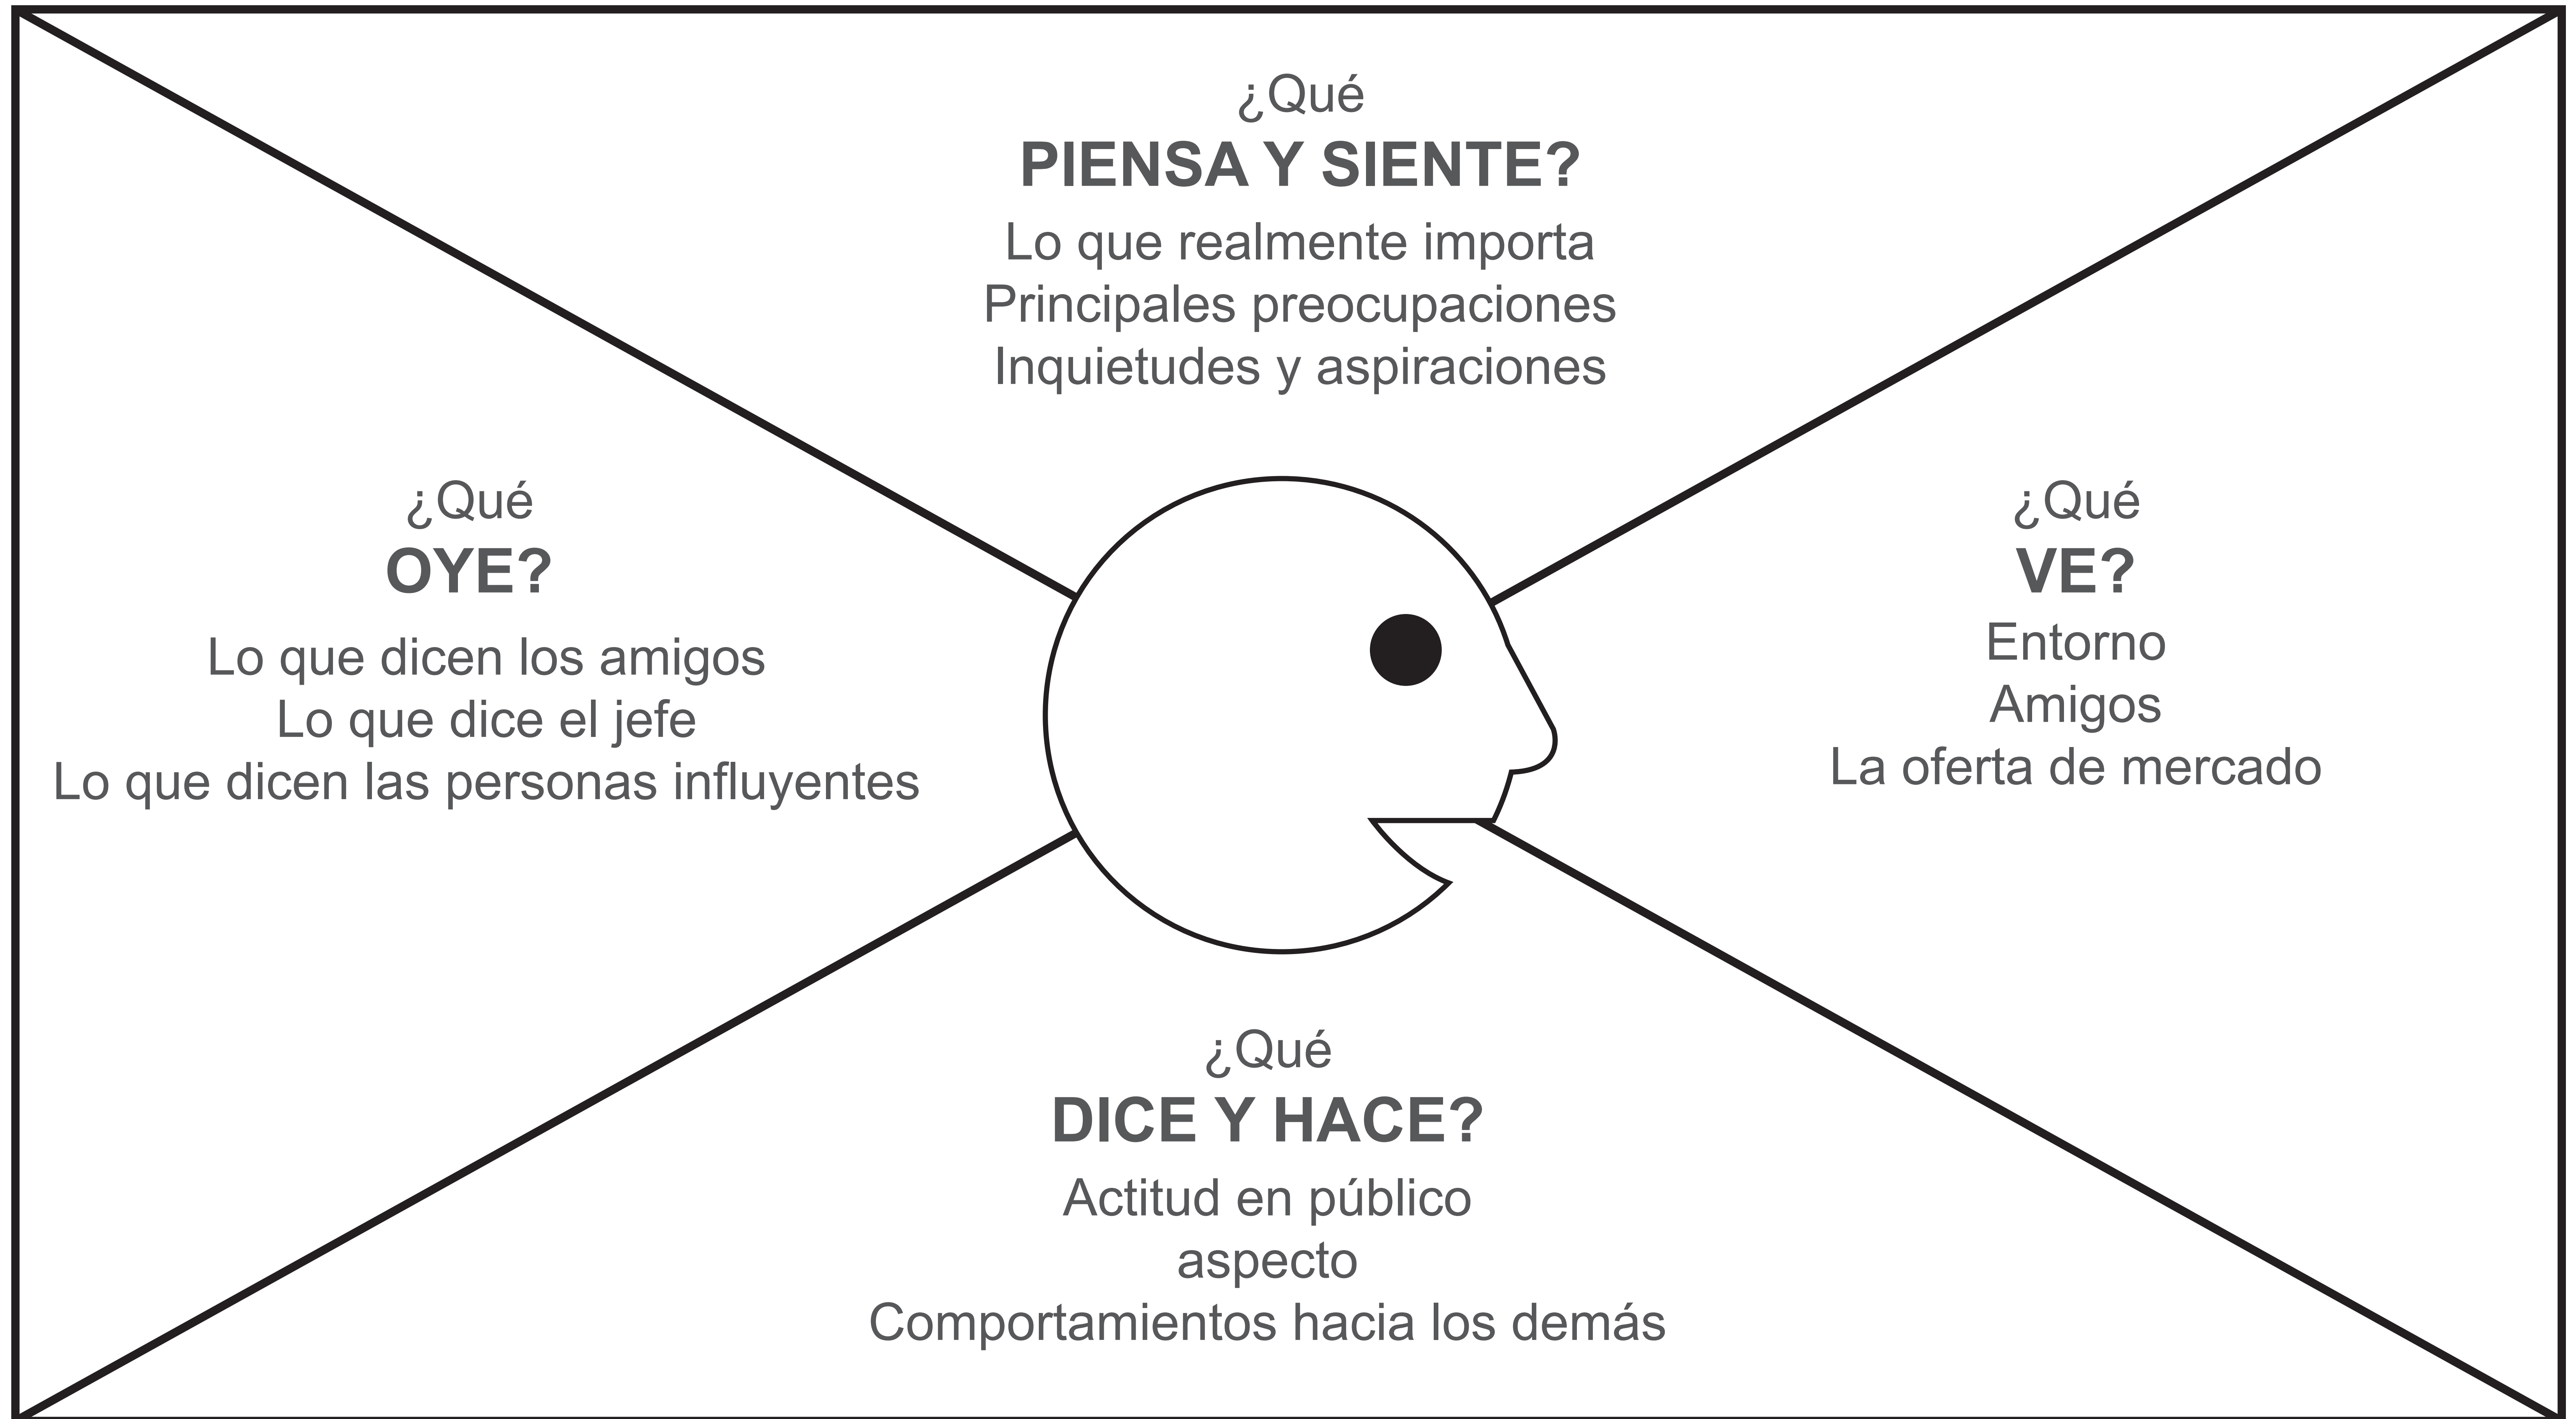 ¿Qué
PIENSA Y SIENTE?
Lo que realmente importa
Principales preocupaciones
Inquietudes y aspiraciones
¿Qué
OYE?
Lo que dicen los amigos
Lo que dice el jefe
Lo que dicen las personas influyentes
¿Qué
VE?
Entorno
Amigos
La oferta de mercado
¿Qué
DICE Y HACE?
Actitud en público
aspecto
Comportamientos hacia los demás